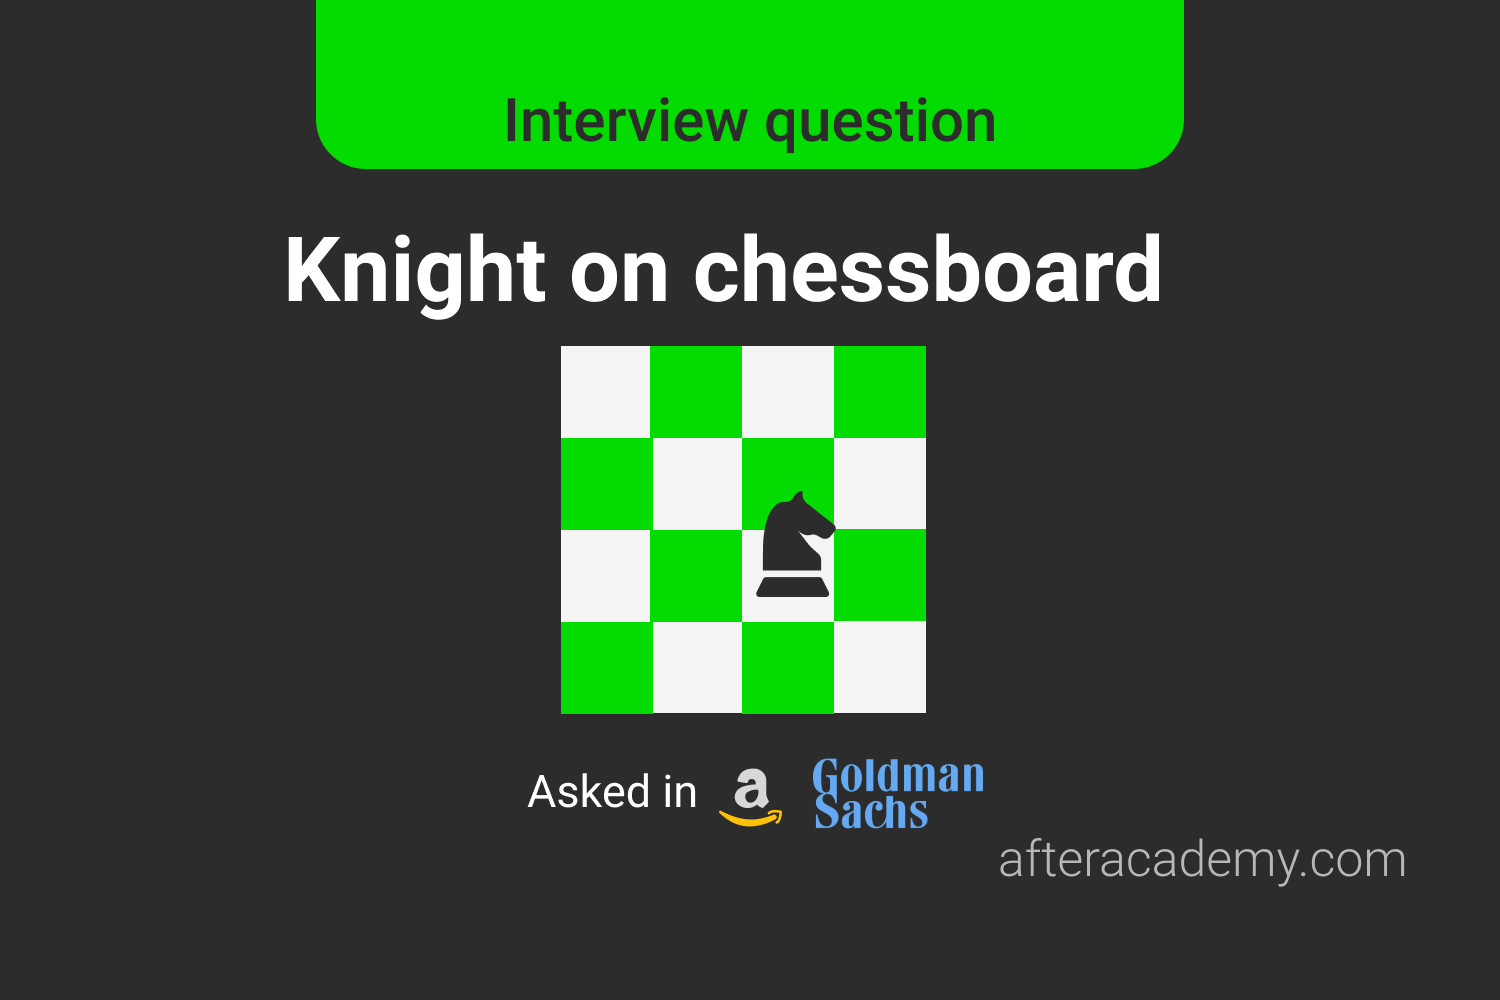 Interview question
Knight on chessboard
Asked in a Goldman
Sachs
afteracademy.com